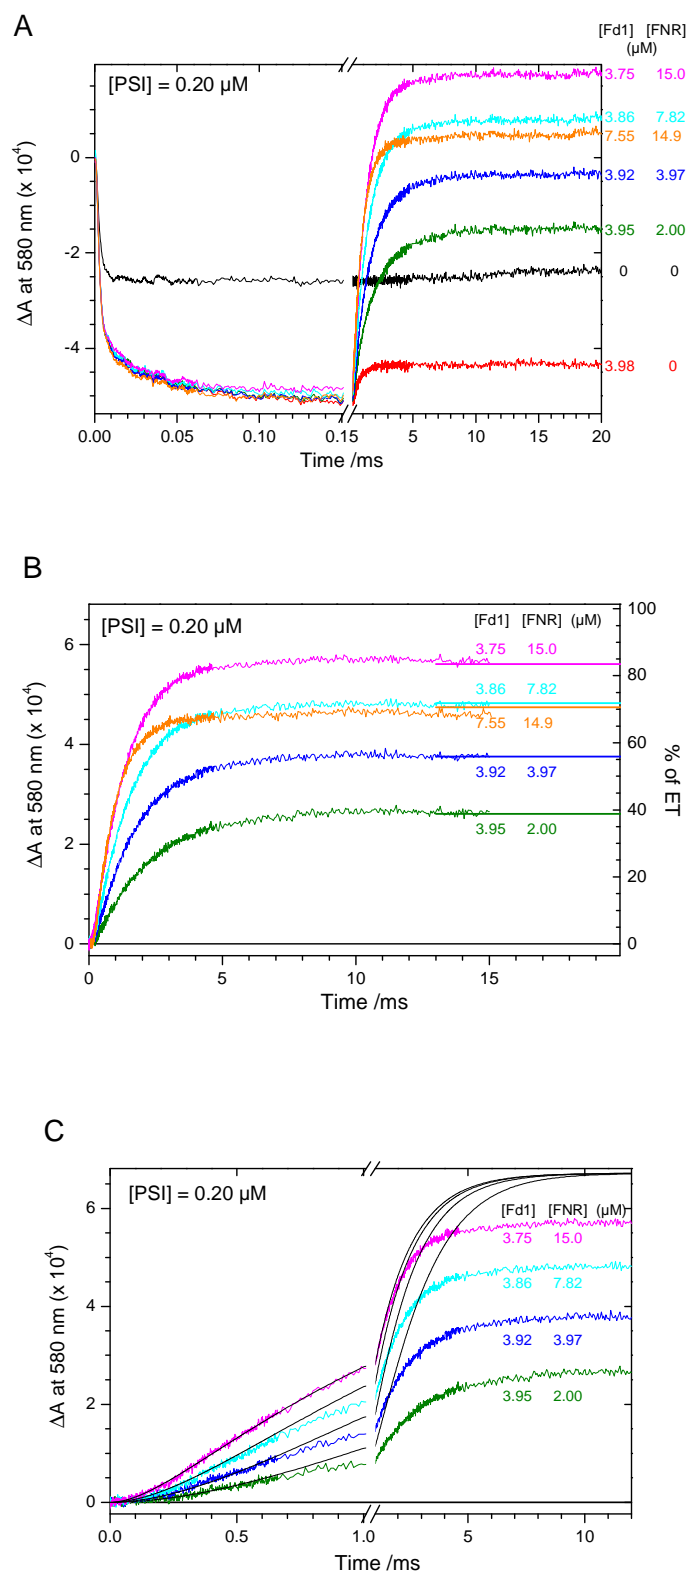 A
[Fd1] [FNR]
(µM)
[PSI] = 0.20 µM
3.75 15.0
3.86 7.82
7.55 14.9
3.92 3.97
3.95 2.00
0 0
3.98 0
0
-2
-4
ΔA at 580 nm (x 10⁴)
0.00 0.05 0.10 0.15 5 10 15 20
Time /ms
B
[PSI] = 0.20 µM
[Fd1] [FNR] (µM)
3.75 15.0
3.86 7.82
7.55 14.9
3.92 3.97
3.95 2.00
6
4
2
0
ΔA at 580 nm (x 10⁴)
100
80
60
40
20
0
% of ET
0 5 10 15
Time /ms
C
[PSI] = 0.20 µM
[Fd1] [FNR] (µM)
3.75 15.0
3.86 7.82
3.92 3.97
3.95 2.00
6
4
2
0
ΔA at 580 nm (x 10⁴)
0.0 0.5 1.0 5 10
Time /ms